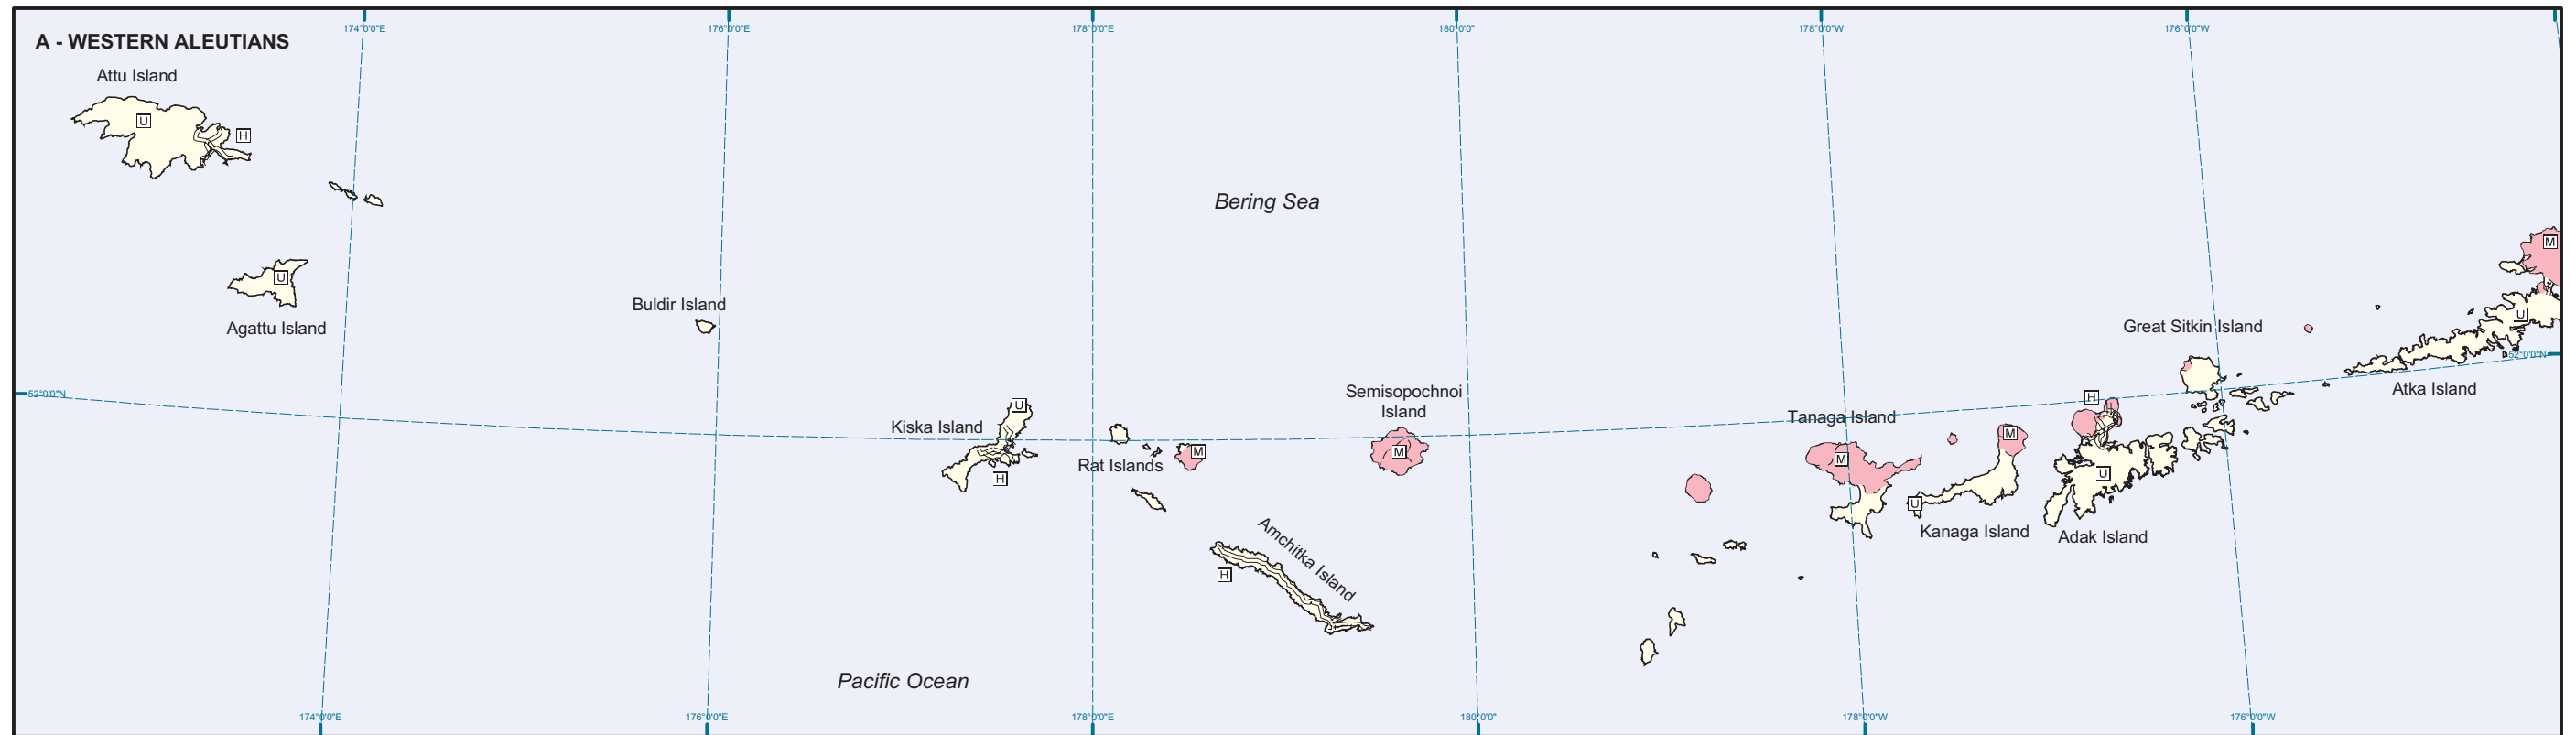 174°0'0"E
176°0'0"E
178°0'0"E
180°0'0"
178°0'0"W
176°0'0"W
A - WESTERN ALEUTIANS
Attu Island
U
H
Bering Sea
M
U
Agattu Island
Buldir Island
U
Great Sitkin Island
52°0'0"N
Atka Island
52°0'0"N
Semisopochnoi
Island
H
U
Kiska Island
Tanaga Island
M
M
M
M
Rat Islands
H
U
U
Kanaga Island
Adak Island
Amchitka Island
H
Pacific Ocean
174°0'0"E
176°0'0"E
178°0'0"E
180°0'0"
178°0'0"W
176°0'0"W